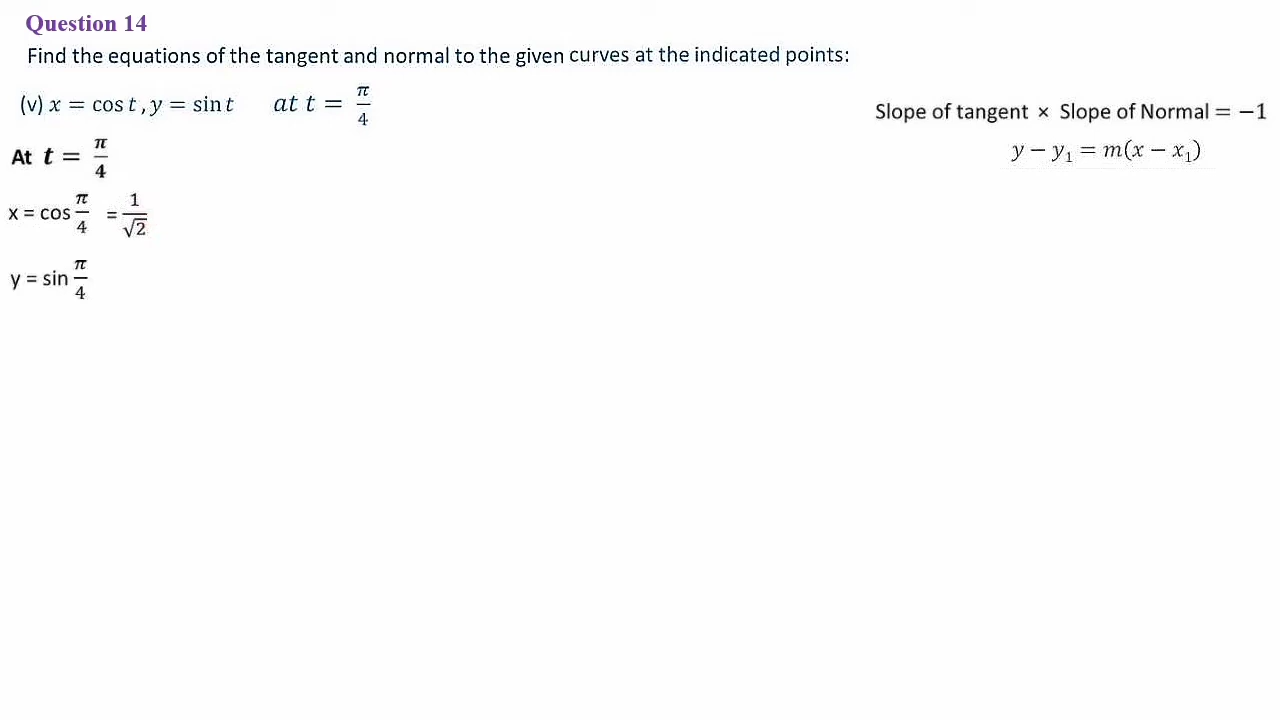 Question 14
Find the equations of the tangent and normal to the given curves at the indicated points:
(v) x = cos t , y = sin t at t = π/4
Slope of tangent × Slope of Normal = −1
y − y₁ = m(x − x₁)
At t = π/4
x = cos π/4 = 1/√2
y = sin π/4